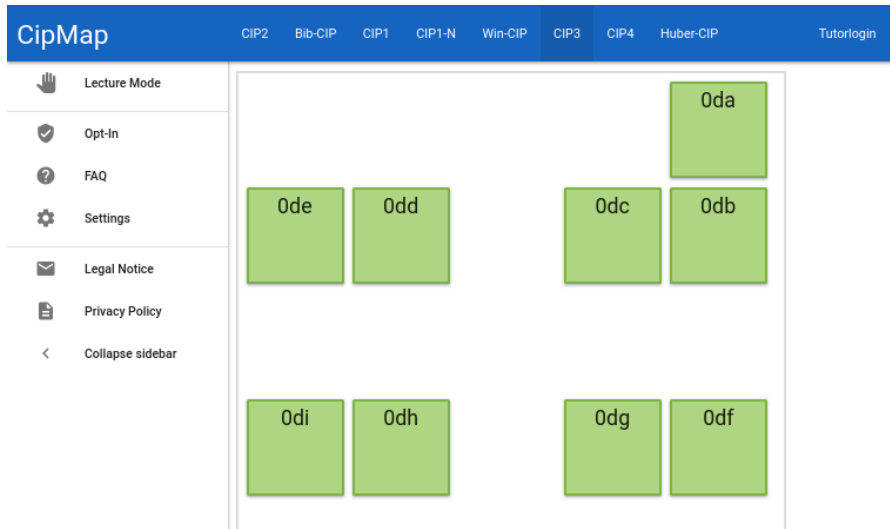 CipMap
CIP2 Bib-CIP CIP1 CIP1-N Win-CIP CIP3 CIP4 Huber-CIP Tutorlogin
Lecture Mode
Opt-In
FAQ
Settings
Legal Notice
Privacy Policy
Collapse sidebar
0da
0de 0dd 0dc 0db
0di 0dh 0dg 0df